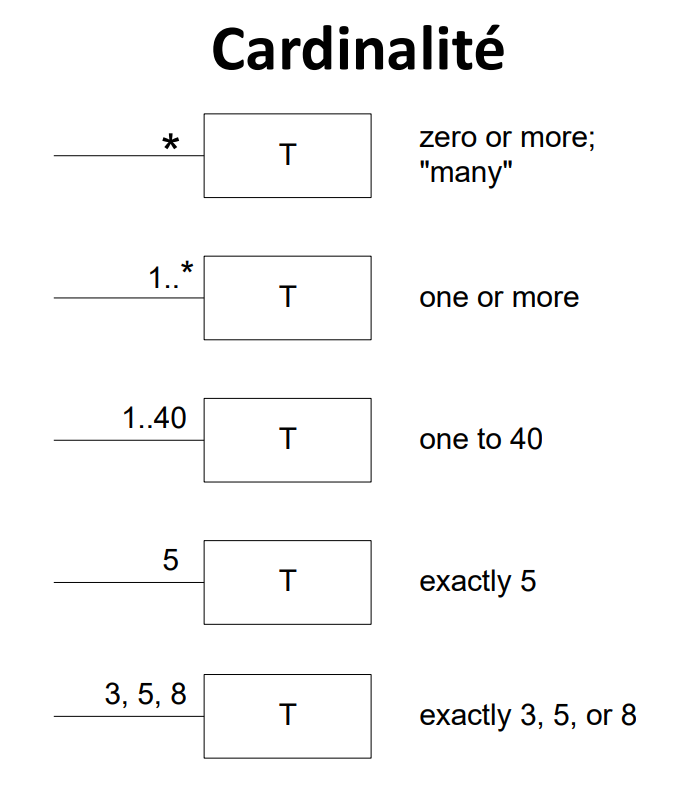 Cardinalité
* T zero or more;
"many"
1..* T one or more
1..40 T one to 40
5 T exactly 5
3, 5, 8 T exactly 3, 5, or 8